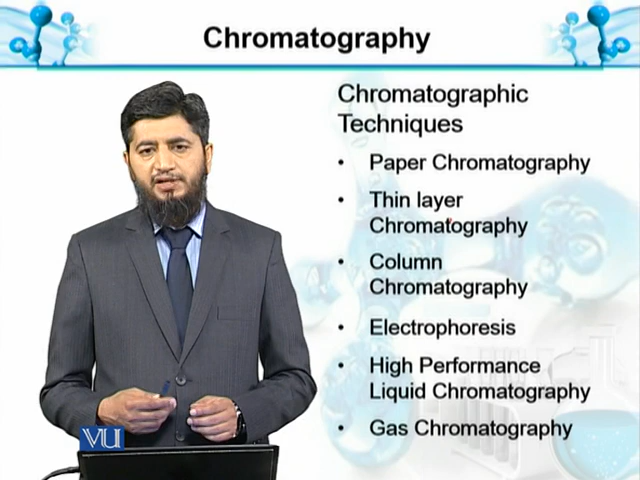 Chromatography
Chromatographic
Techniques
• Paper Chromatography
• Thin layer
Chromatography
• Column
Chromatography
• Electrophoresis
• High Performance
Liquid Chromatography
• Gas Chromatography
VU